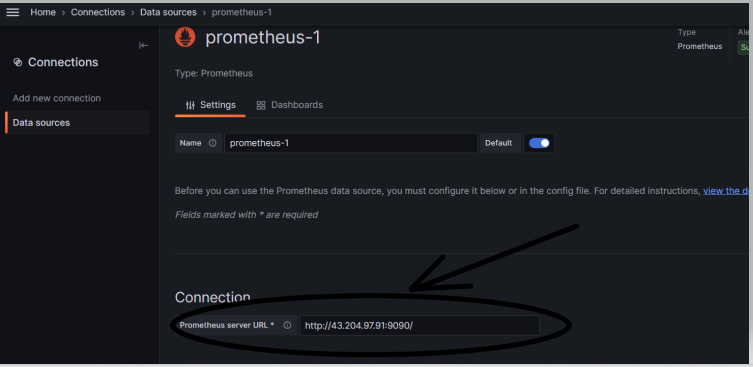 Home › Connections › Data sources › prometheus-1
Connections
Add new connection
Data sources
prometheus-1
Type
Prometheus
Type: Prometheus
Settings
Dashboards
Name
prometheus-1
Default
Before you can use the Prometheus data source, you must configure it below or in the config file. For detailed instructions, view the
Fields marked with * are required
Connection
Prometheus server URL *
http://43.204.97.91:9090/